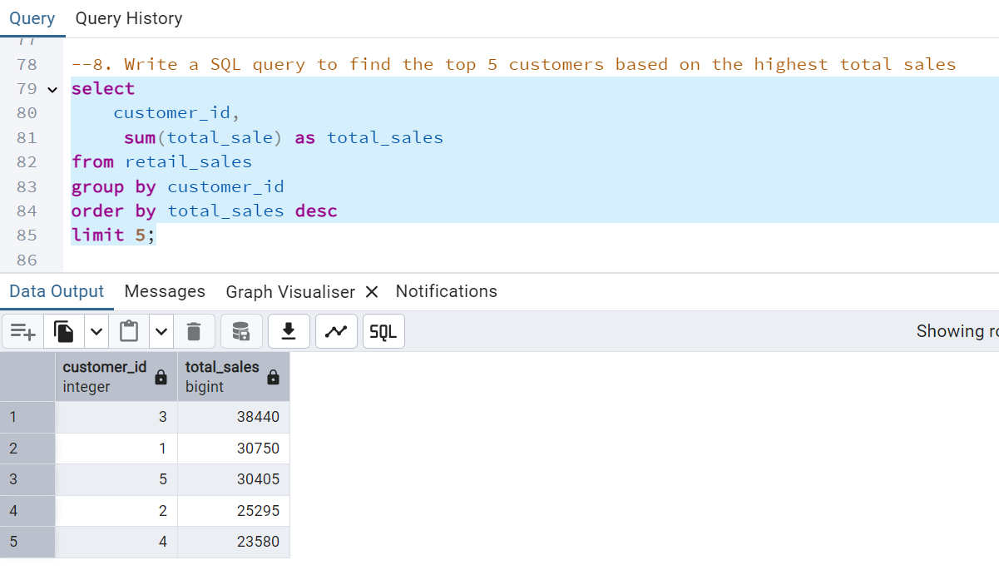 Query Query History
77
78 --8. Write a SQL query to find the top 5 customers based on the highest total sales
79 select
80 customer_id,
81 sum(total_sale) as total_sales
82 from retail_sales
83 group by customer_id
84 order by total_sales desc
85 limit 5;
86
Data Output Messages Graph Visualiser Notifications
SQL Showing
customer_id total_sales
integer bigint
1 3 38440
2 1 30750
3 5 30405
4 2 25295
5 4 23580